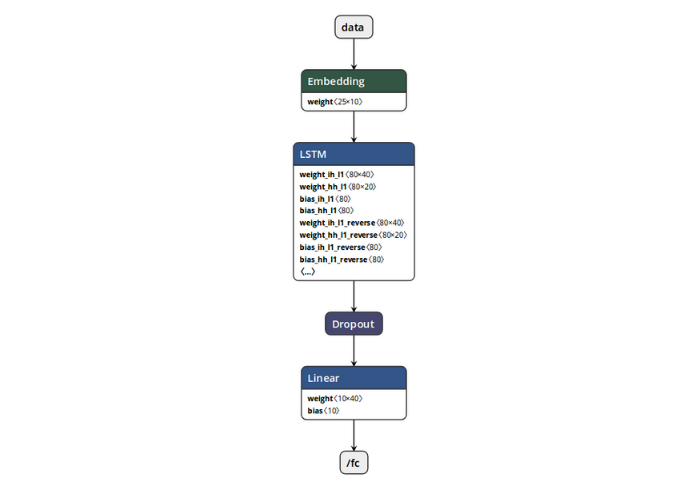 data
Embedding
weight〈25×10〉
LSTM
weight_ih_l1〈80×40〉
weight_hh_l1〈80×20〉
bias_ih_l1〈80〉
bias_hh_l1〈80〉
weight_ih_l1_reverse〈80×40〉
weight_hh_l1_reverse〈80×20〉
bias_ih_l1_reverse〈80〉
bias_hh_l1_reverse〈80〉
〈...〉
Dropout
Linear
weight〈10×40〉
bias〈10〉
/fc